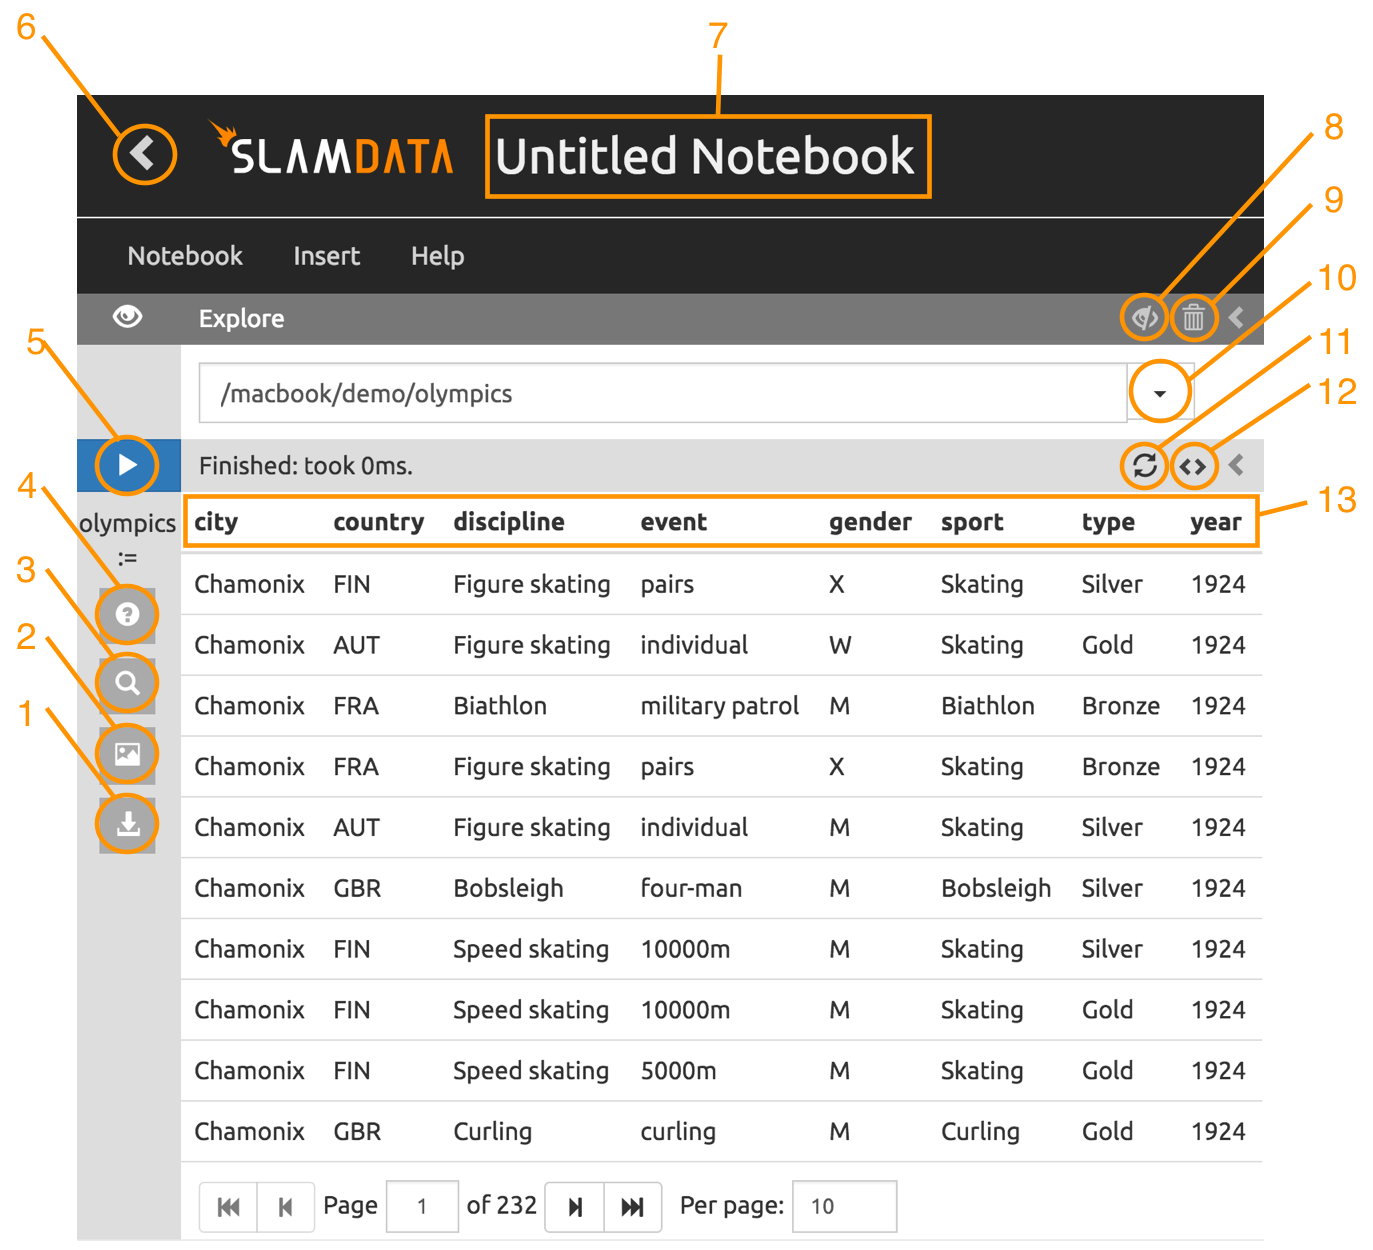 6
7
SLAMDATA Untitled Notebook
8
9
Notebook Insert Help
10
Explore
11
5
/macbook/demo/olympics
12
Finished: took 0ms.
4
13
olympics
city country discipline event gender sport type year
3
Chamonix FIN Figure skating pairs X Skating Silver 1924
2
Chamonix AUT Figure skating individual W Skating Gold 1924
1
Chamonix FRA Biathlon military patrol M Biathlon Bronze 1924
Chamonix FRA Figure skating pairs X Skating Bronze 1924
Chamonix AUT Figure skating individual M Skating Silver 1924
Chamonix GBR Bobsleigh four-man M Bobsleigh Silver 1924
Chamonix FIN Speed skating 10000m M Skating Silver 1924
Chamonix FIN Speed skating 10000m M Skating Gold 1924
Chamonix FIN Speed skating 5000m M Skating Gold 1924
Chamonix GBR Curling curling M Curling Gold 1924
Page 1 of 232 Per page: 10